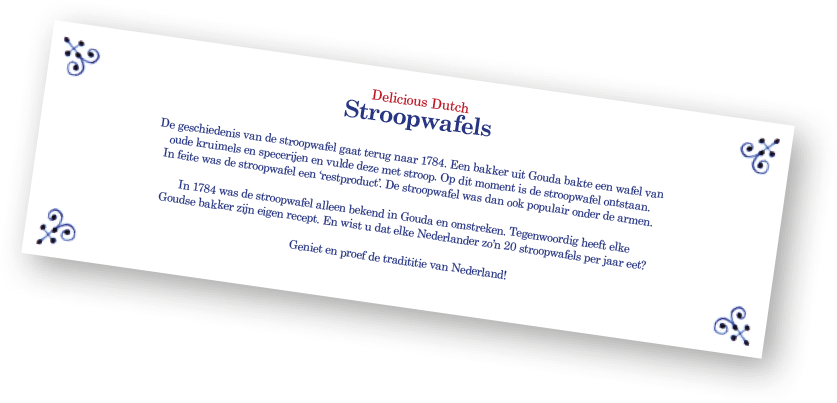 Delicious Dutch
Stroopwafels
De geschiedenis van de stroopwafel gaat terug naar 1784. Een bakker uit Gouda bakte een wafel van
oude kruimels en specerijen en vulde deze met stroop. Op dit moment is de stroopwafel ontstaan.
In feite was de stroopwafel een ‘restproduct’. De stroopwafel was dan ook populair onder de armen.
In 1784 was de stroopwafel alleen bekend in Gouda en omstreken. Tegenwoordig heeft elke
Goudse bakker zijn eigen recept. En wist u dat elke Nederlander zo’n 20 stroopwafels per jaar eet?
Geniet en proef de tradititie van Nederland!